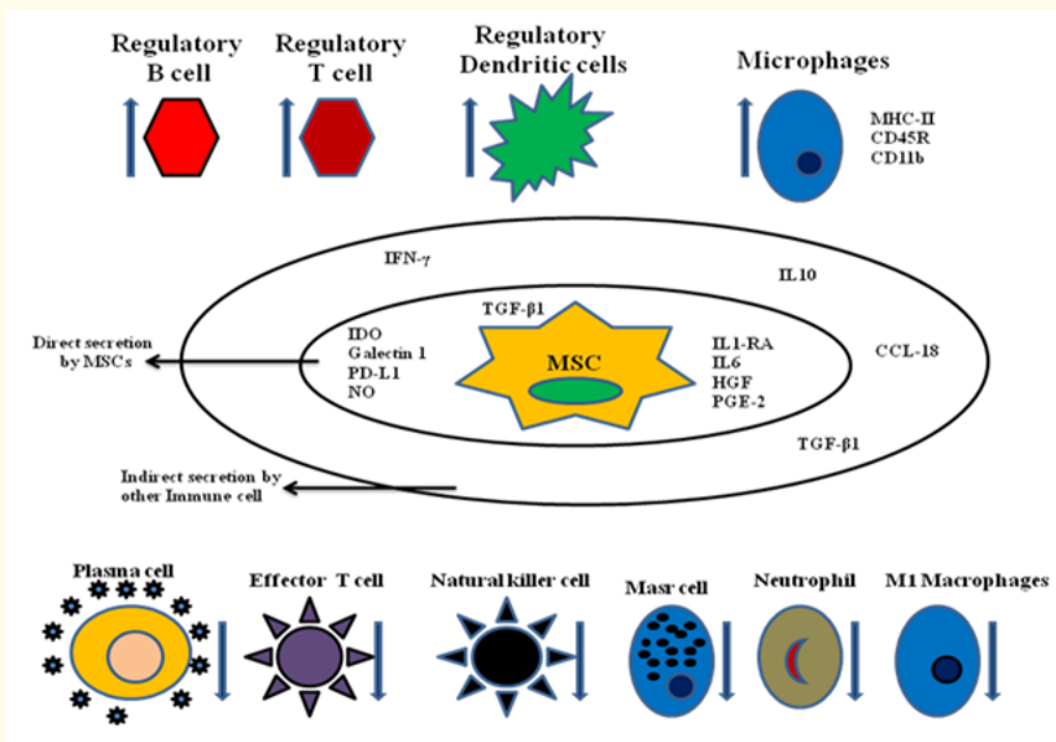 Regulatory
B cell
Regulatory
T cell
Regulatory
Dendritic cells
Microphages
MHC-II
CD45R
CD11b
IFN-γ
IL10
TGF-β1
Direct secretion
by MSCs
IDO
Galectin 1
PD-L1
NO
MSC
IL1-RA
IL6
HGF
PGE-2
CCL-18
TGF-β1
Indirect secretion by
other Immune cell
Plasma cell
Effector T cell
Natural killer cell
Masr cell
Neutrophil
M1 Macrophages